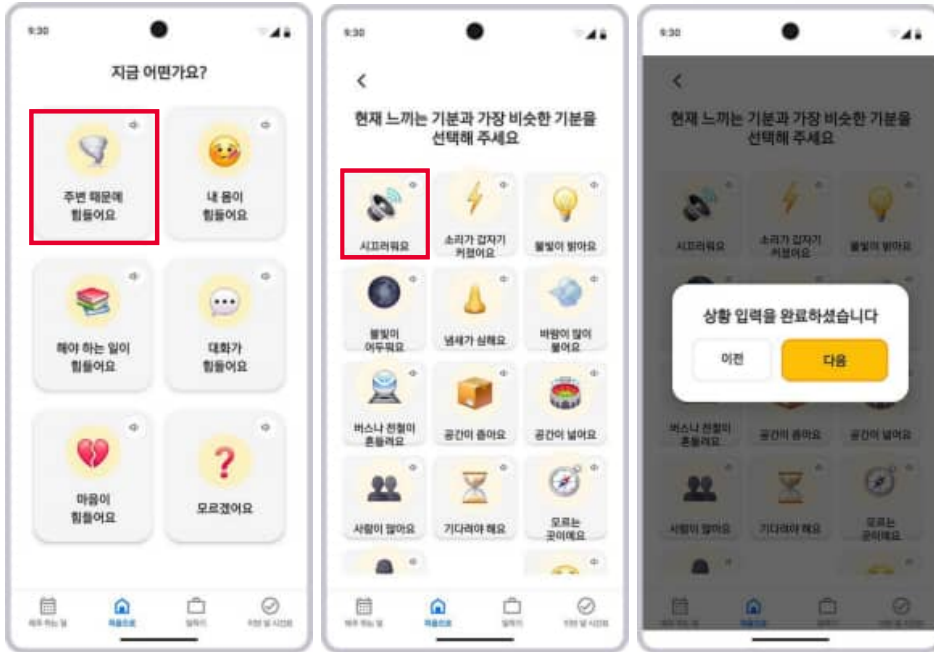 9:30
지금 어떤가요?
주변 때문에
힘들어요
내 몸이
힘들어요
해야 하는 일이
힘들어요
대화가
힘들어요
마음이
힘들어요
모르겠어요
9:30
현재 느끼는 기분과 가장 비슷한 기분을
선택해 주세요
시끄러워요
소리가 갑자기
커졌어요
불빛이 밝아요
불빛이
어두워요
냄새가 심해요
바람이 많이
불어요
버스나 전철이
흔들려요
공간이 좁아요
공간이 넓어요
사람이 많아요
기다려야 해요
모르는
곳이에요
9:30
현재 느끼는 기분과 가장 비슷한 기분을
선택해 주세요
시끄러워요
소리가 갑자기
커졌어요
불빛이 밝아요
상황 입력을 완료하셨습니다
이전
다음
버스나 전철이
흔들려요
공간이 좁아요
공간이 넓어요
사람이 많아요
기다려야 해요
모르는
곳이에요